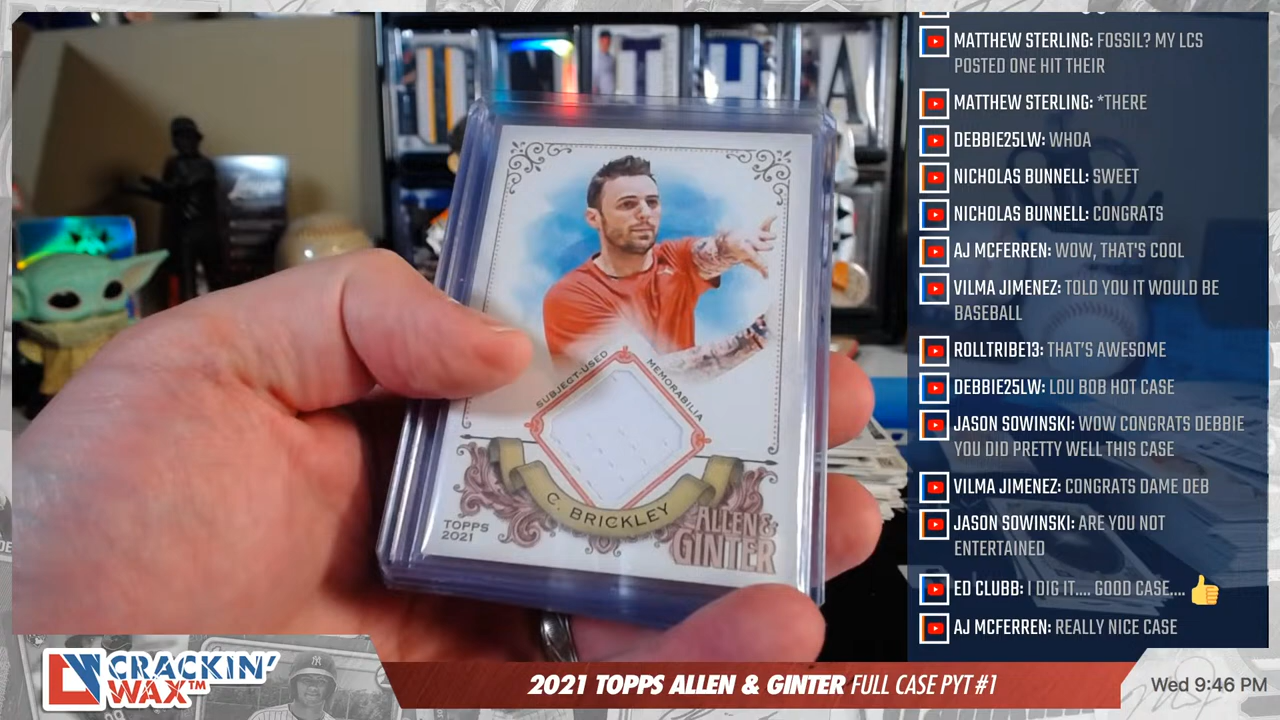 SUBJECT-USED
MEMORABILIA
C. BRICKLEY
TOPPS
2021
ALLEN &
GINTER
MATTHEW STERLING: FOSSIL? MY LCS
POSTED ONE HIT THEIR
MATTHEW STERLING: *THERE
DEBBIE25LW: WHOA
NICHOLAS BUNNELL: SWEET
NICHOLAS BUNNELL: CONGRATS
AJ MCFERREN: WOW, THAT'S COOL
VILMA JIMENEZ: TOLD YOU IT WOULD BE
BASEBALL
ROLLTRIBE13: THAT'S AWESOME
DEBBIE25LW: LOU BOB HOT CASE
JASON SOWINSKI: WOW CONGRATS DEBBIE
YOU DID PRETTY WELL THIS CASE
VILMA JIMENEZ: CONGRATS DAME DEB
JASON SOWINSKI: ARE YOU NOT
ENTERTAINED
ED CLUBB: I DIG IT.... GOOD CASE.... 👍
AJ MCFERREN: REALLY NICE CASE
CRACKIN'
WAX™
2021 TOPPS ALLEN & GINTER FULL CASE PYT #1
Wed 9:46 PM